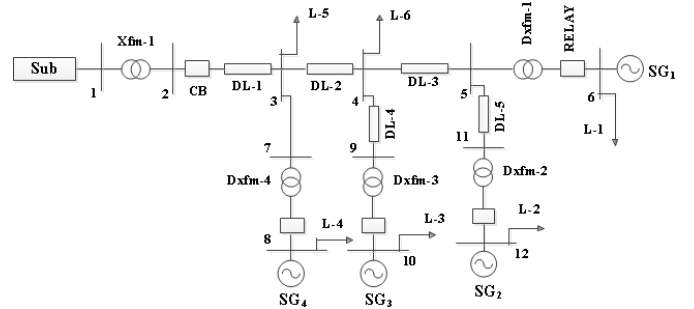 L-5
L-6
Dxfm-1
RELAY
Xfm-1
Sub
SG1
1
2
CB
DL-1
DL-2
DL-3
3
4
5
6
DL-4
DL-5
L-1
7
9
11
Dxfm-4
Dxfm-3
Dxfm-2
L-4
L-3
L-2
8
10
12
SG4
SG3
SG2